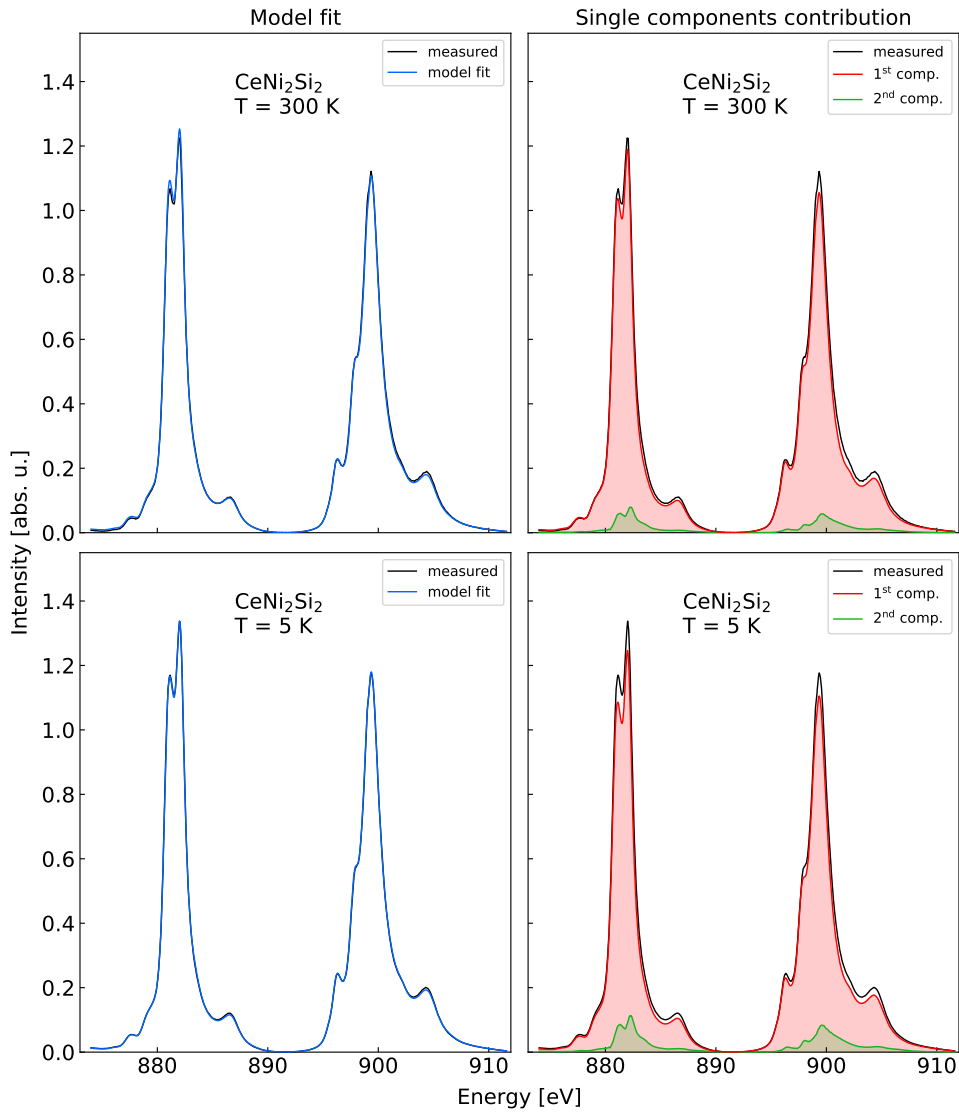 Model fit
Single components contribution
measured
model fit
CeNi₂Si₂
T = 300 K
measured
1ˢᵗ comp.
2ⁿᵈ comp.
CeNi₂Si₂
T = 300 K
1.4
1.2
1.0
0.8
0.6
0.4
0.2
0.0
measured
model fit
CeNi₂Si₂
T = 5 K
measured
1ˢᵗ comp.
2ⁿᵈ comp.
CeNi₂Si₂
T = 5 K
1.4
1.2
1.0
0.8
0.6
0.4
0.2
0.0
Intensity [abs. u.]
880 890 900 910
880 890 900 910
Energy [eV]